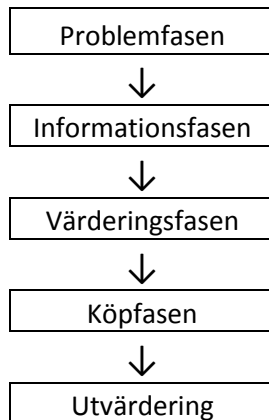 Problemfasen
Informationsfasen
Värderingsfasen
Köpfasen
Utvärdering